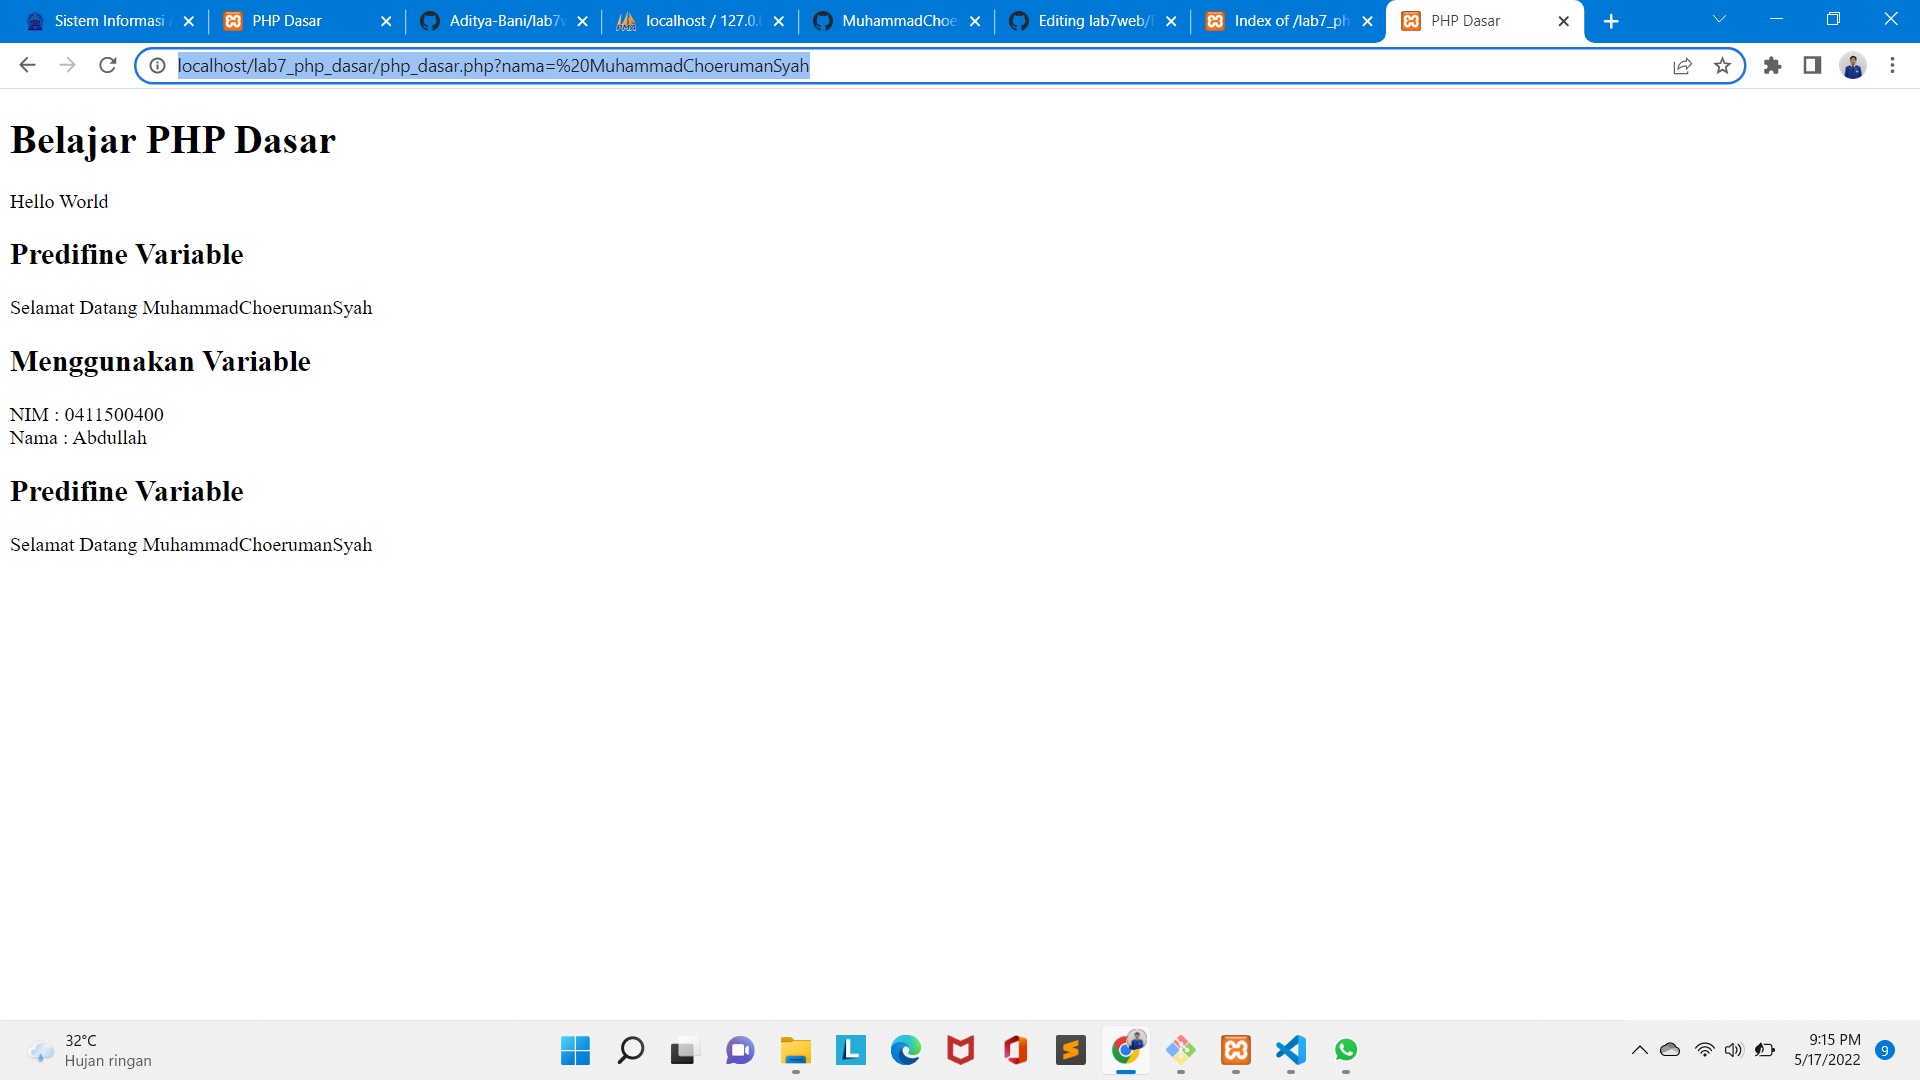 Sistem Informasi
PHP Dasar
Aditya-Bani/lab7w
localhost / 127.0.0
MuhammadChoe
Editing lab7web/
Index of /lab7_ph
PHP Dasar
localhost/lab7_php_dasar/php_dasar.php?nama=%20MuhammadChoerumanSyah
Belajar PHP Dasar
Hello World
Predifine Variable
Selamat Datang MuhammadChoerumanSyah
Menggunakan Variable
NIM : 0411500400
Nama : Abdullah
Predifine Variable
Selamat Datang MuhammadChoerumanSyah
32°C
Hujan ringan
L
9:15 PM
5/17/2022
9